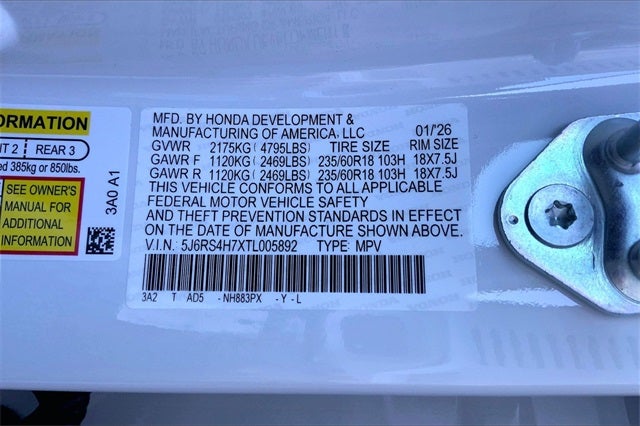 ORMATION
NT 2 REAR 3
ed 385kg or 850lbs.
SEE OWNER'S
MANUAL FOR
ADDITIONAL
INFORMATION
3A0 A1
MFD. BY HONDA DEVELOPMENT &
MANUFACTURING OF AMERICA, LLC 01/'26
GVWR 2175KG(4795LBS) TIRE SIZE RIM SIZE
GAWR F 1120KG(2469LBS) 235/60R18 103H 18X7.5J
GAWR R 1120KG(2469LBS) 235/60R18 103H 18X7.5J
THIS VEHICLE CONFORMS TO ALL APPLICABLE
FEDERAL MOTOR VEHICLE SAFETY
AND THEFT PREVENTION STANDARDS IN EFFECT
ON THE DATE OF MANUFACTURE SHOWN ABOVE.
V.I.N.: 5J6RS4H7XTL005892 TYPE: MPV
3A2 T AD5 -NH883PX -Y-L